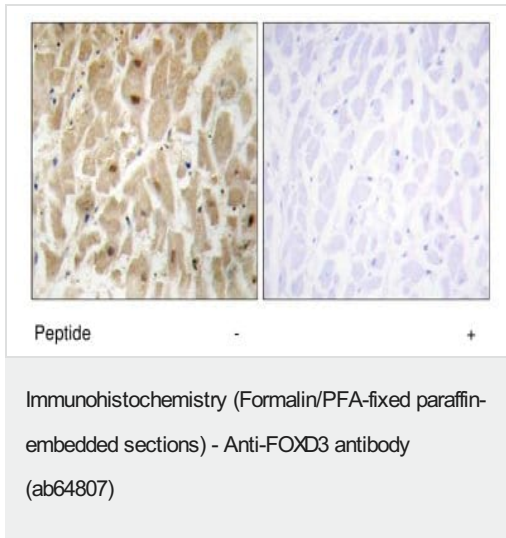 Peptide - +
Immunohistochemistry (Formalin/PFA-fixed paraffin-
embedded sections) - Anti-FOXD3 antibody
(ab64807)